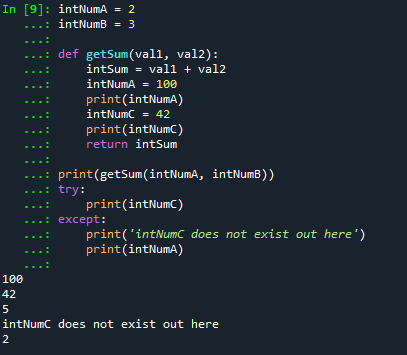 In [9]: intNumA = 2
   ...: intNumB = 3
   ...:
   ...: def getSum(val1, val2):
   ...:     intSum = val1 + val2
   ...:     intNumA = 100
   ...:     print(intNumA)
   ...:     intNumC = 42
   ...:     print(intNumC)
   ...:     return intSum
   ...:
   ...: print(getSum(intNumA, intNumB))
   ...: try:
   ...:     print(intNumC)
   ...: except:
   ...:     print('intNumC does not exist out here')
   ...:     print(intNumA)
   ...:
100
42
5
intNumC does not exist out here
2